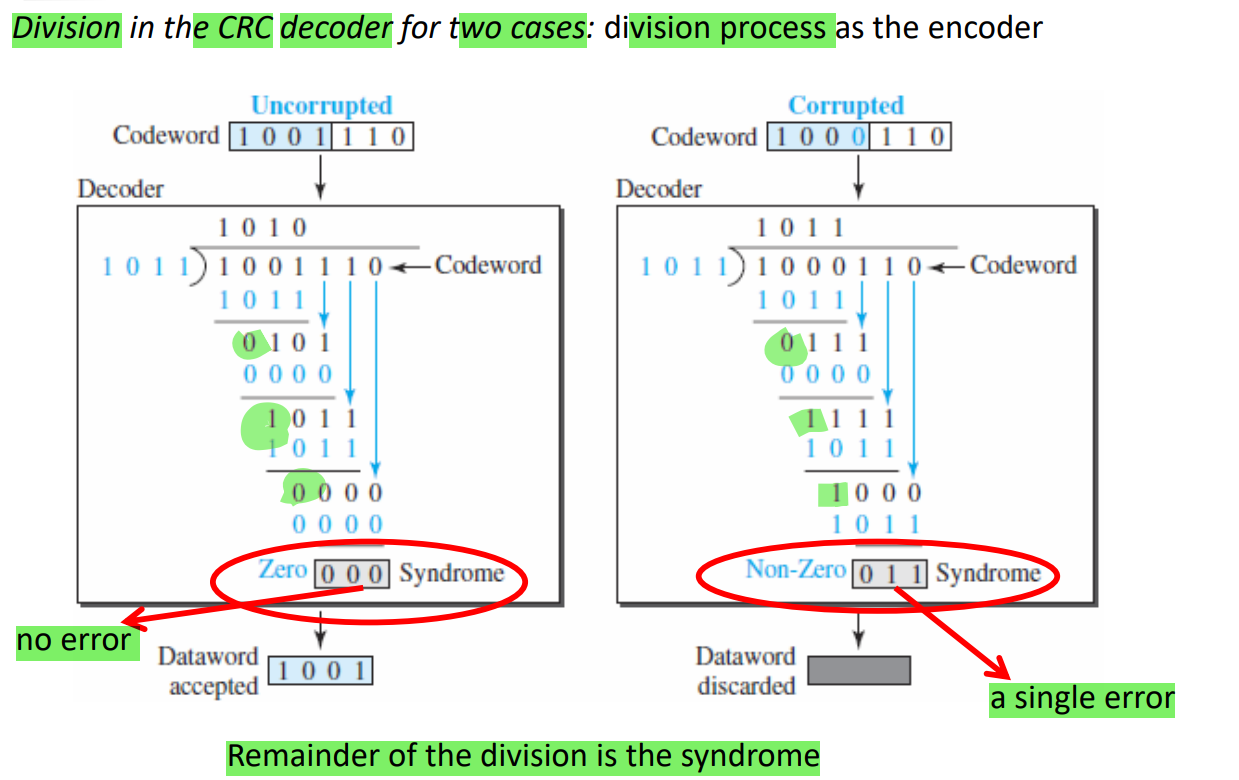 Division in the CRC decoder for two cases: division process as the encoder
Uncorrupted
Codeword 1 0 0 1 1 1 0
Decoder
1 0 1 0
1 0 1 1 ) 1 0 0 1 1 1 0 Codeword
1 0 1 1
0 1 0 1
0 0 0 0
1 0 1 1
1 0 1 1
0 0 0 0
0 0 0 0
Zero 0 0 0 Syndrome
no error
Dataword 1 0 0 1
accepted
Corrupted
Codeword 1 0 0 0 1 1 0
Decoder
1 0 1 1
1 0 1 1 ) 1 0 0 0 1 1 0 Codeword
1 0 1 1
0 1 1 1
0 0 0 0
1 1 1 1
1 0 1 1
1 0 0 0
1 0 1 1
Non-Zero 0 1 1 Syndrome
Dataword
discarded
a single error
Remainder of the division is the syndrome